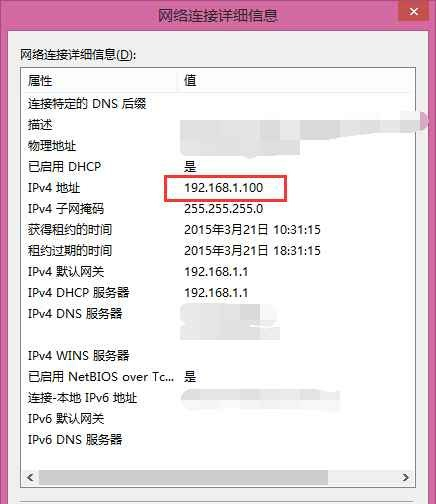 网络连接详细信息
网络连接详细信息(D):
属性 值
连接特定的 DNS 后缀
描述
物理地址
已启用 DHCP 是
IPv4 地址 192.168.1.100
IPv4 子网掩码 255.255.255.0
获得租约的时间 2015年3月21日 10:31:15
租约过期的时间 2015年3月21日 18:31:15
IPv4 默认网关 192.168.1.1
IPv4 DHCP 服务器 192.168.1.1
IPv4 DNS 服务器
IPv4 WINS 服务器
已启用 NetBIOS over Tc... 是
连接-本地 IPv6 地址
IPv6 默认网关
IPv6 DNS 服务器